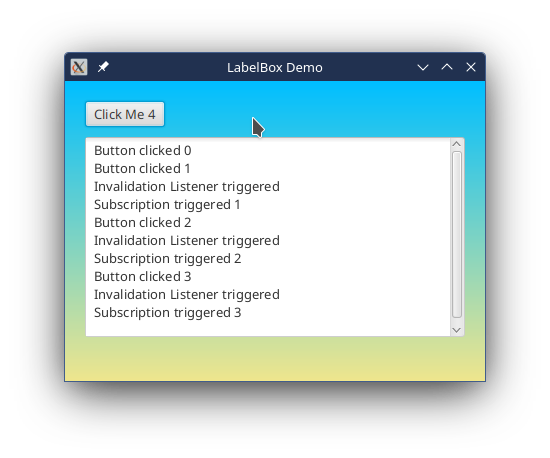 LabelBox Demo
Click Me 4
Button clicked 0
Button clicked 1
Invalidation Listener triggered
Subscription triggered 1
Button clicked 2
Invalidation Listener triggered
Subscription triggered 2
Button clicked 3
Invalidation Listener triggered
Subscription triggered 3